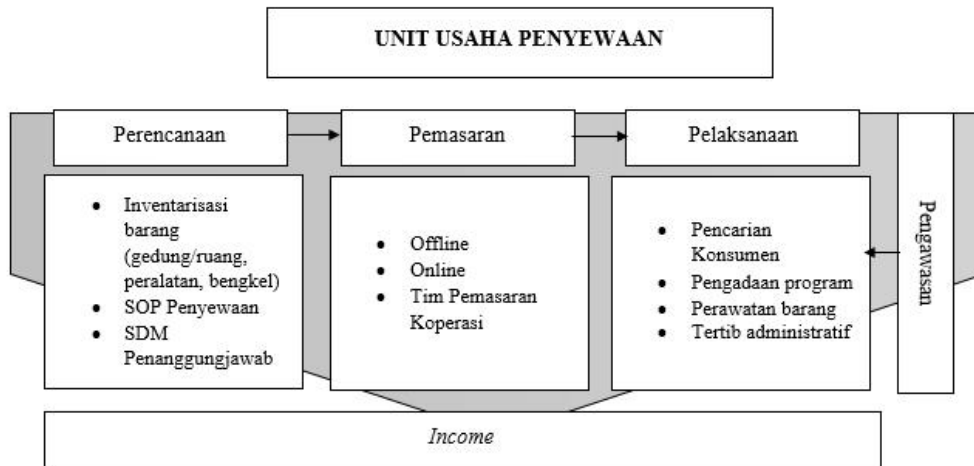 UNIT USAHA PENYEWAAN
Perencanaan
Pemasaran
Pelaksanaan
• Inventarisasi
barang
(gedung/ruang,
peralatan, bengkel)
• SOP Penyewaan
• SDM
Penanggungjawab
• Offline
• Online
• Tim Pemasaran
Koperasi
• Pencarian
Konsumen
• Pengadaan program
• Perawatan barang
• Tertib administratif
Pengawasan
Income